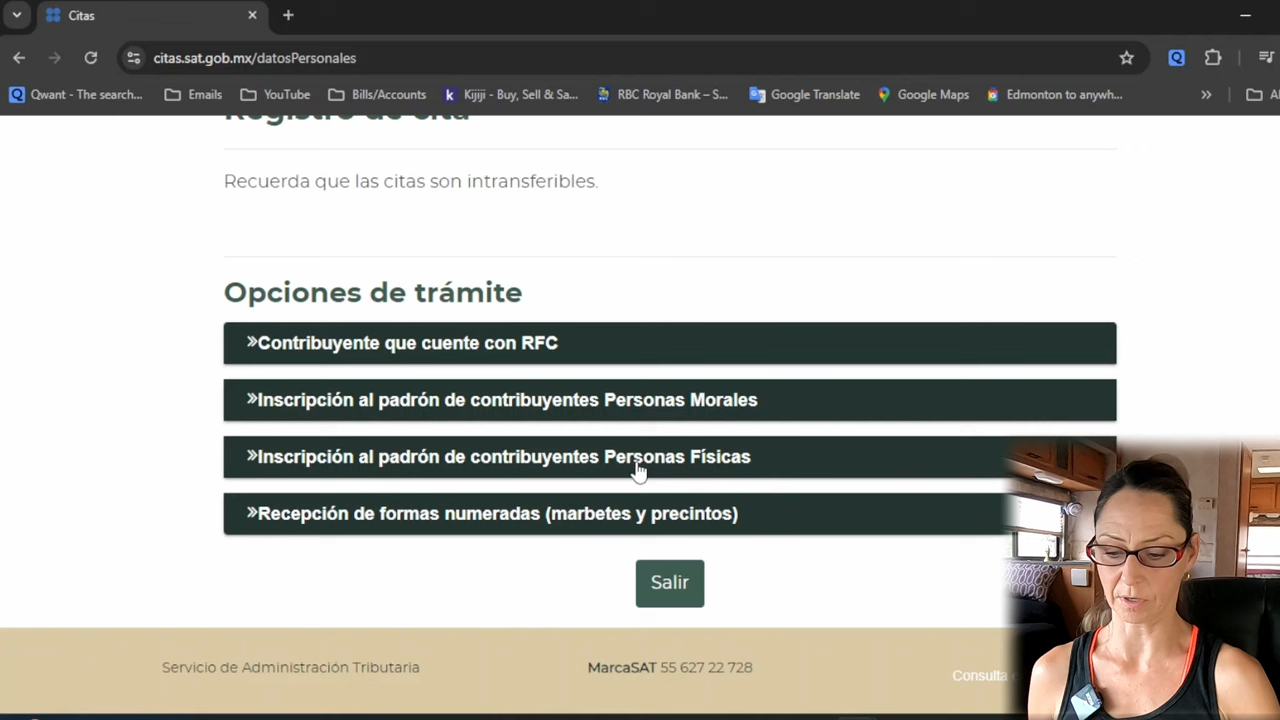 Citas
citas.sat.gob.mx/datosPersonales
Qwant - The search...
Emails
YouTube
Bills/Accounts
Kijiji - Buy, Sell & Sa...
RBC Royal Bank – S...
Google Translate
Google Maps
Edmonton to anywh...
Registro de cita
Recuerda que las citas son intransferibles.
Opciones de trámite
Contribuyente que cuente con RFC
Inscripción al padrón de contribuyentes Personas Morales
Inscripción al padrón de contribuyentes Personas Físicas
Recepción de formas numeradas (marbetes y precintos)
Salir
Servicio de Administración Tributaria
MarcaSAT 55 627 22 728
Consulta